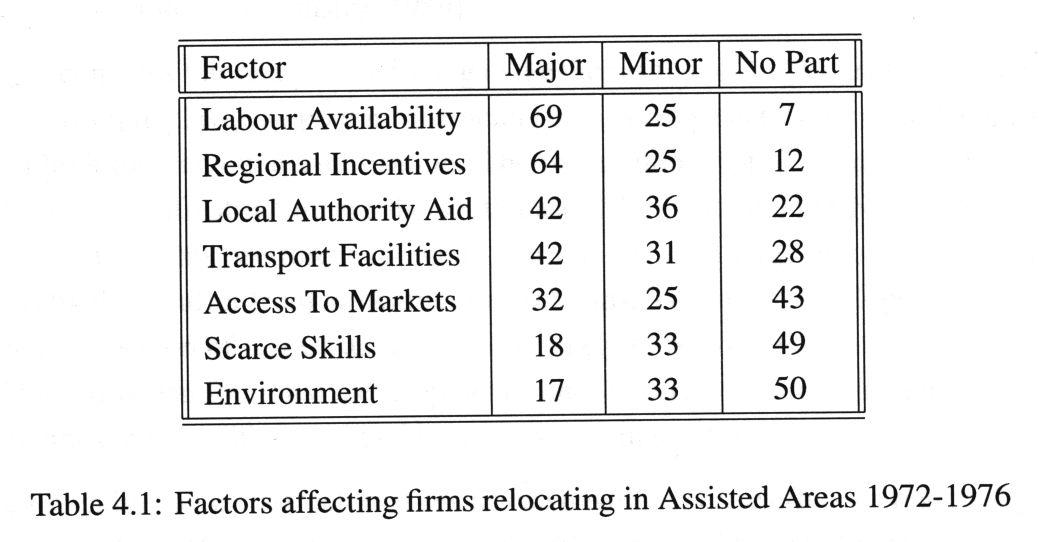 Factor Major Minor No Part
Labour Availability 69 25 7
Regional Incentives 64 25 12
Local Authority Aid 42 36 22
Transport Facilities 42 31 28
Access To Markets 32 25 43
Scarce Skills 18 33 49
Environment 17 33 50
Table 4.1: Factors affecting firms relocating in Assisted Areas 1972-1976